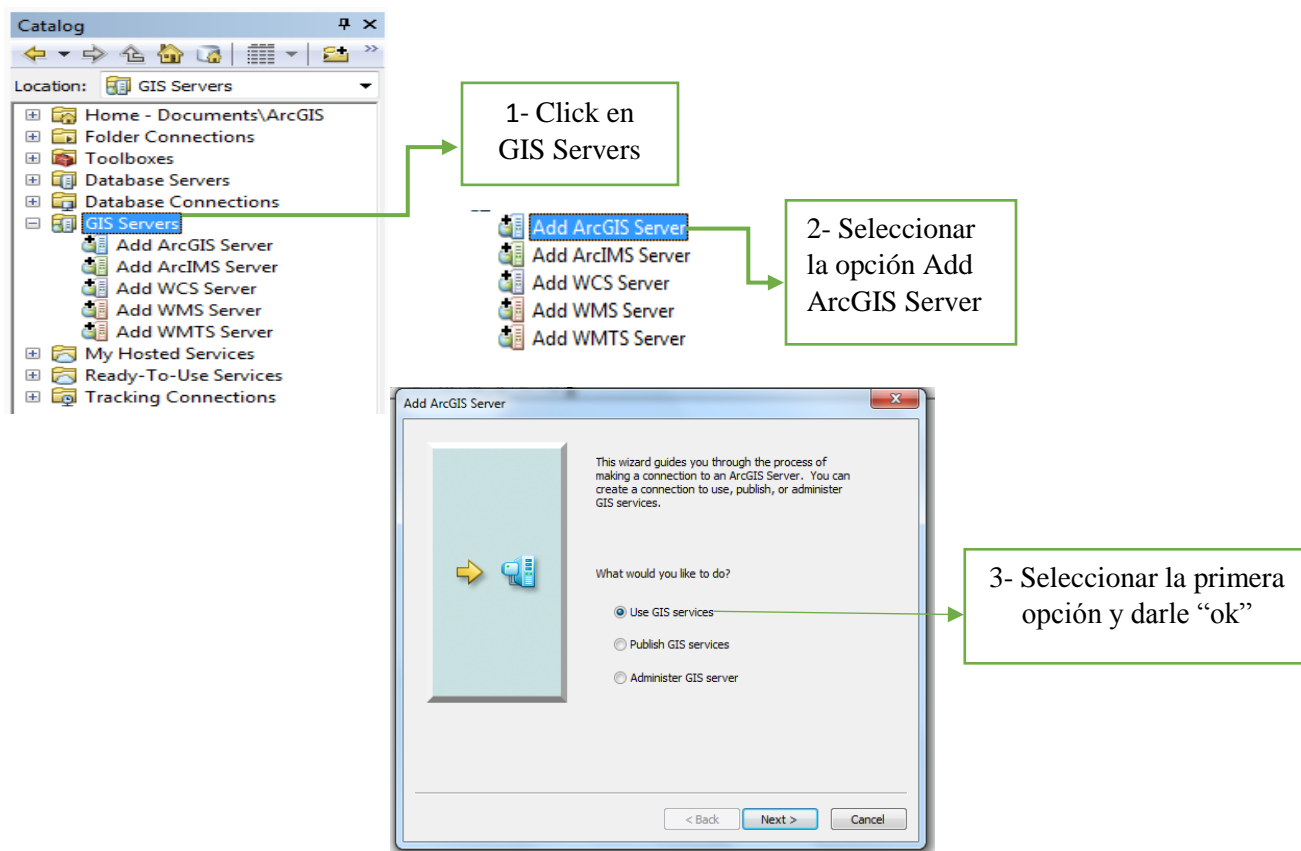 Catalog
Location: GIS Servers
Home - Documents\ArcGIS
Folder Connections
Toolboxes
Database Servers
Database Connections
GIS Servers
Add ArcGIS Server
Add ArcIMS Server
Add WCS Server
Add WMS Server
Add WMTS Server
My Hosted Services
Ready-To-Use Services
Tracking Connections
1- Click en
GIS Servers
Add ArcGIS Server
Add ArcIMS Server
Add WCS Server
Add WMS Server
Add WMTS Server
2- Seleccionar
la opción Add
ArcGIS Server
Add ArcGIS Server
This wizard guides you through the process of
making a connection to an ArcGIS Server. You can
create a connection to use, publish, or administer
GIS services.
What would you like to do?
Use GIS services
Publish GIS services
Administer GIS server
< Back
Next >
Cancel
3- Seleccionar la primera
opción y darle “ok”